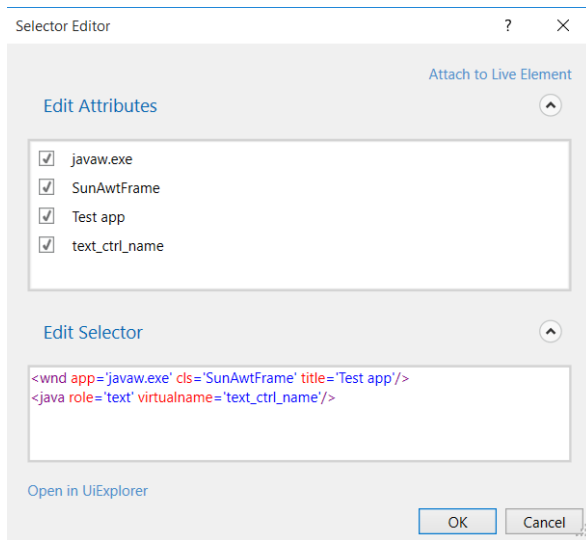 Selector Editor ?
Attach to Live Element
Edit Attributes
javaw.exe
SunAwtFrame
Test app
text_ctrl_name
Edit Selector
<wnd app='javaw.exe' cls='SunAwtFrame' title='Test app'/>
<java role='text' virtualname='text_ctrl_name'/>
Open in UiExplorer
OK Cancel